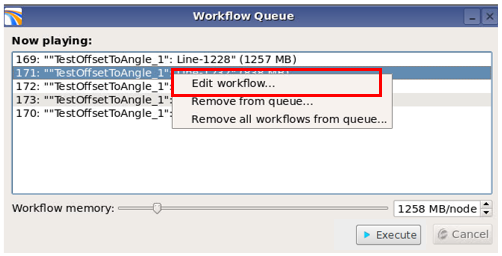 Workflow Queue
Now playing:
169: ""TestOffsetToAngle_1": Line-1228" (1257 MB)
171: ""TestOffsetToAngle_1":
172: ""TestOffsetToAngle_1":
173: ""TestOffsetToAngle_1":
170: ""TestOffsetToAngle_1":
Edit workflow...
Remove from queue...
Remove all workflows from queue...
Workflow memory:
1258 MB/node
Execute
Cancel